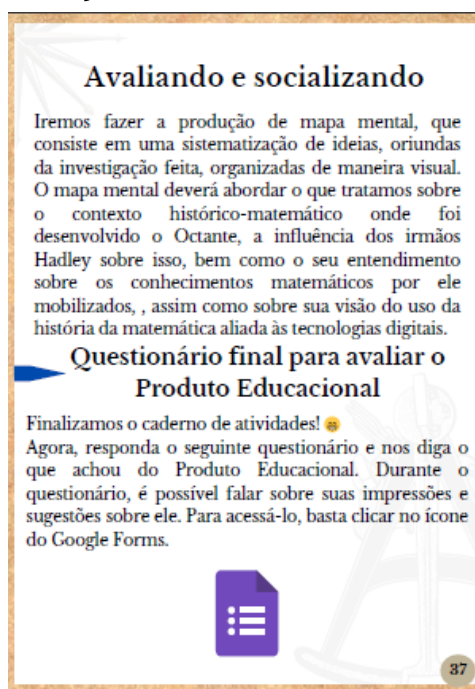 Avaliando e socializando
Iremos fazer a produção de mapa mental, que
consiste em uma sistematização de ideias, oriundas
da investigação feita, organizadas de maneira visual.
O mapa mental deverá abordar o que tratamos sobre
o contexto histórico-matemático onde foi
desenvolvido o Octante, a influência dos irmãos
Hadley sobre isso, bem como o seu entendimento
sobre os conhecimentos matemáticos por ele
mobilizados, , assim como sobre sua visão do uso da
história da matemática aliada às tecnologias digitais.
Questionário final para avaliar o
Produto Educacional
Finalizamos o caderno de atividades! 😁
Agora, responda o seguinte questionário e nos diga o
que achou do Produto Educacional. Durante o
questionário, é possível falar sobre suas impressões e
sugestões sobre ele. Para acessá-lo, basta clicar no ícone
do Google Forms.
37